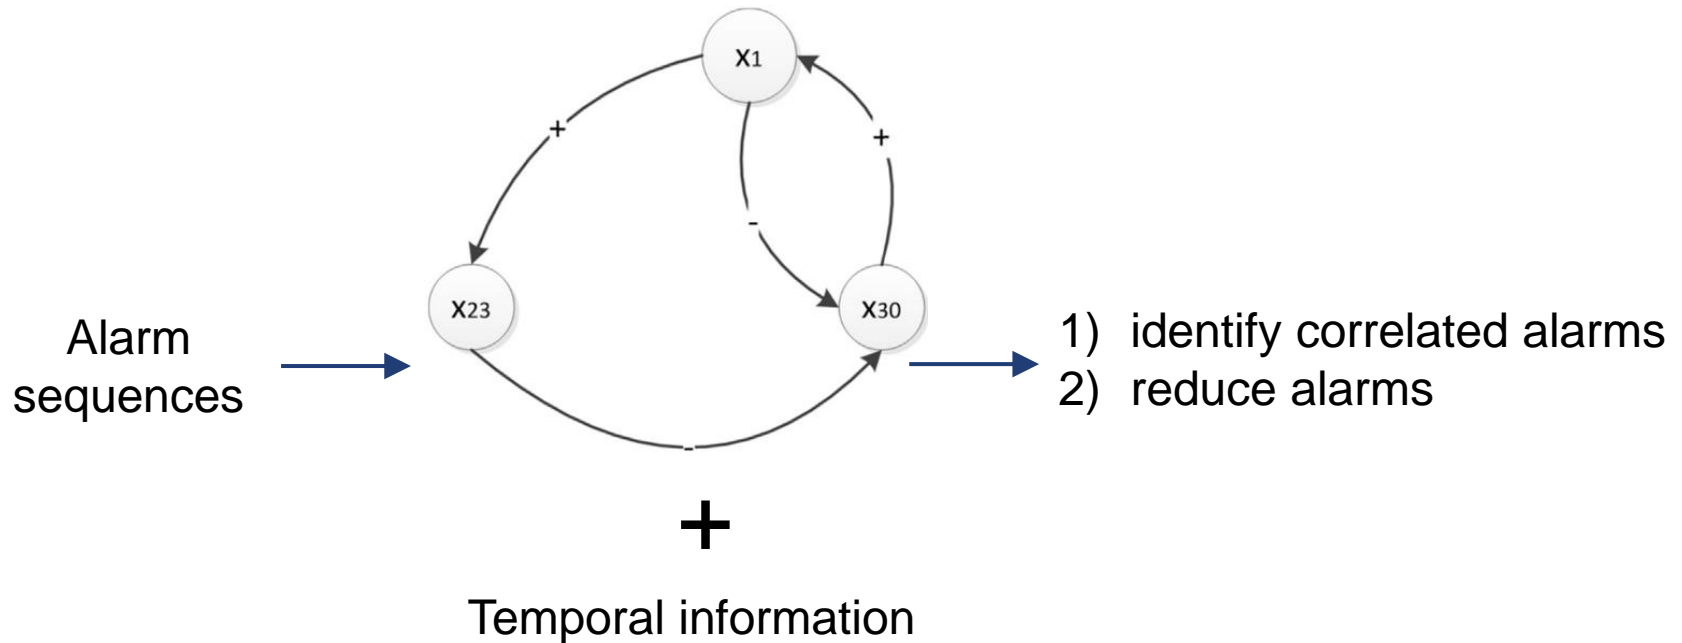 x1
+
+
-
x23
x30
Alarm
sequences
1) identify correlated alarms
2) reduce alarms
-
+
Temporal information